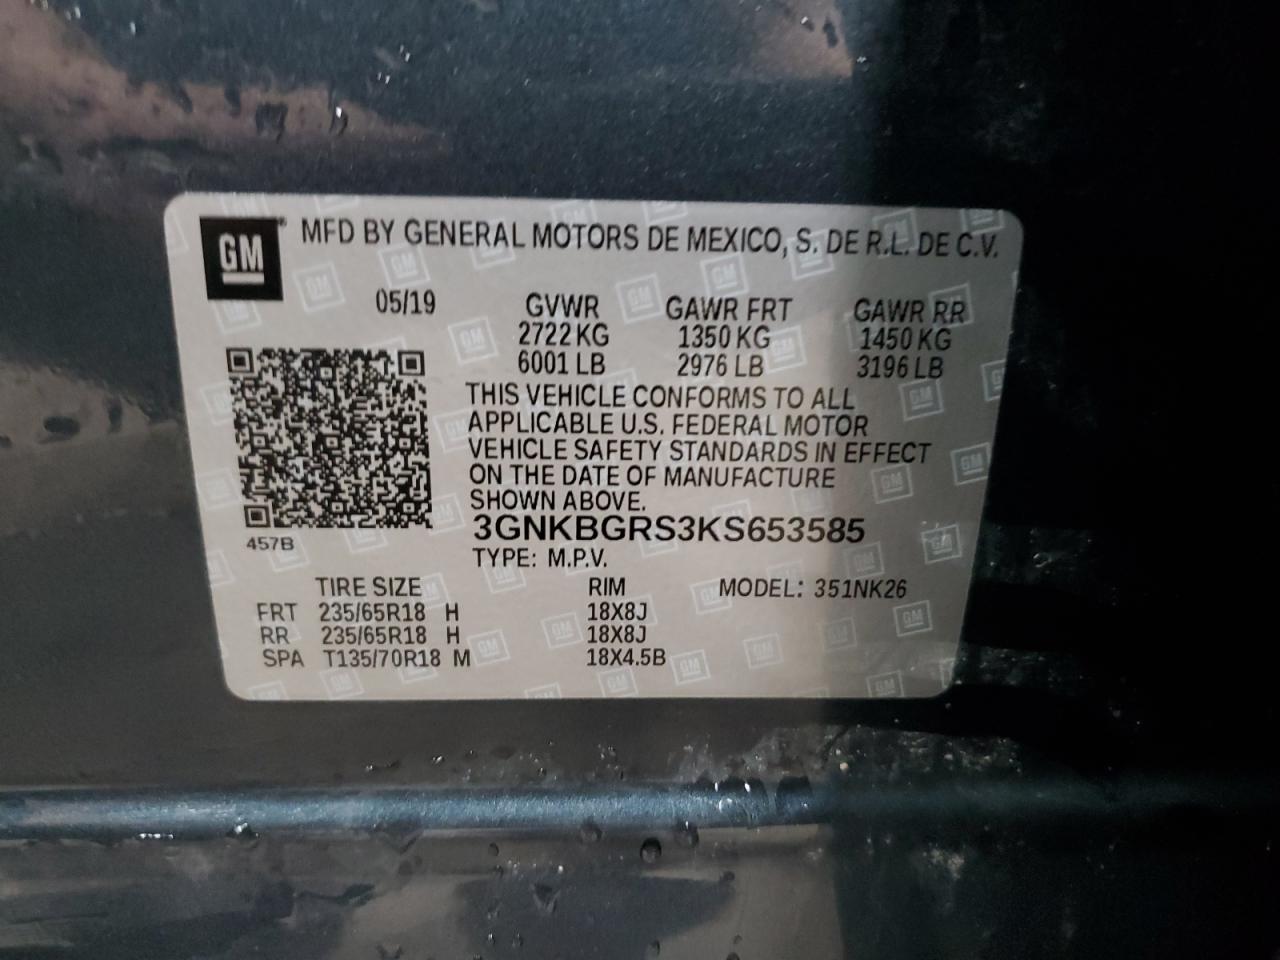 GM MFD BY GENERAL MOTORS DE MEXICO, S. DE R.L. DE C.V.
05/19 GVWR GAWR FRT GAWR RR
2722 KG 1350 KG 1450 KG
6001 LB 2976 LB 3196 LB
THIS VEHICLE CONFORMS TO ALL
APPLICABLE U.S. FEDERAL MOTOR
VEHICLE SAFETY STANDARDS IN EFFECT
ON THE DATE OF MANUFACTURE
SHOWN ABOVE.
3GNKBGRS3KS653585
457B
TYPE: M.P.V.
TIRE SIZE RIM MODEL: 351NK26
FRT 235/65R18 H 18X8J
RR 235/65R18 H 18X8J
SPA T135/70R18 M 18X4.5B